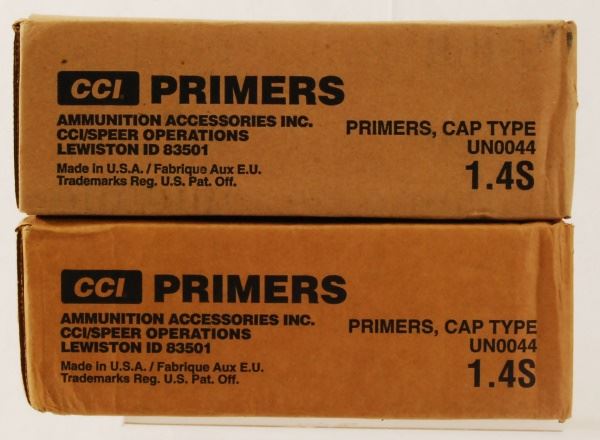 CCI PRIMERS
AMMUNITION ACCESSORIES INC.
CCI/SPEER OPERATIONS
LEWISTON ID 83501
Made in U.S.A. / Fabrique Aux E.U.
Trademarks Reg. U.S. Pat. Off.
PRIMERS, CAP TYPE
UN0044
1.4S
CCI PRIMERS
AMMUNITION ACCESSORIES INC.
CCI/SPEER OPERATIONS
LEWISTON ID 83501
Made in U.S.A. / Fabrique Aux E.U.
Trademarks Reg. U.S. Pat. Off.
PRIMERS, CAP TYPE
UN0044
1.4S